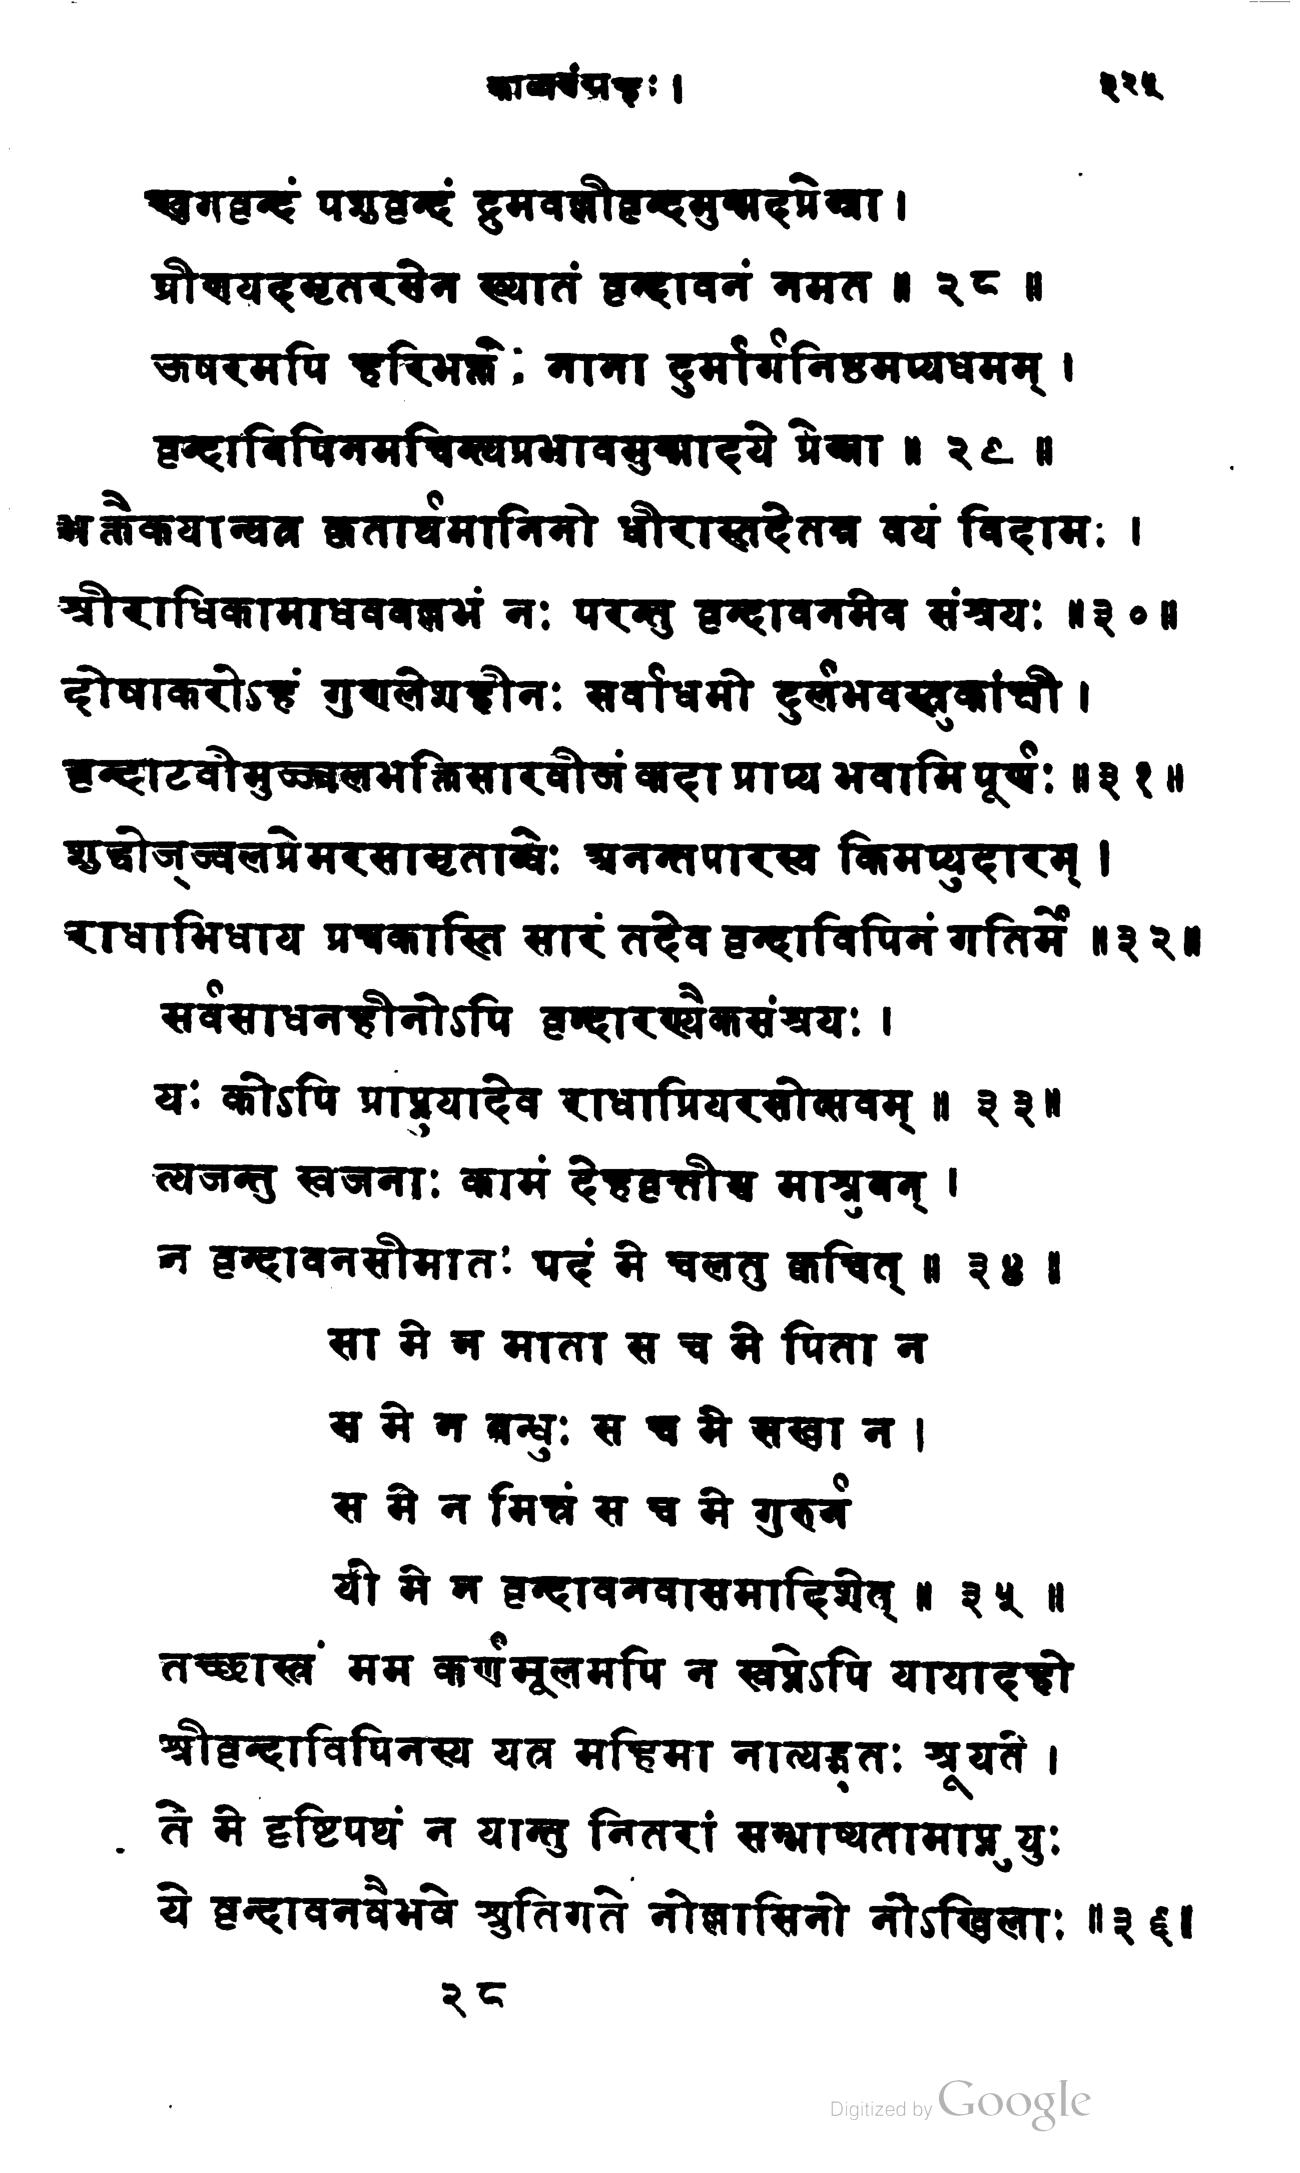 काव्यसंग्रहः । ३२५
खगवृन्दं पशुवृन्दं द्रुमवल्लीवृन्दमुन्मदप्रेम्ना ।
प्रीणयदमृतरसेन ख्यातं वृन्दावनं नमत ॥ २८ ॥
ऊषरमपि हरिभक्तेः नाना दुर्मार्गनिष्ठमप्यधमम् ।
वृन्दाविपिनमचिन्त्यप्रभावमुन्मादये प्रेम्ना ॥ २९ ॥
भक्तैकयान्यत्र कृतार्थमानिनो धीरास्तदेतन्न वयं विदामः ।
श्रीराधिकामाधववल्लभं नः परन्तु वृन्दावनमेव संश्रयः ॥ ३० ॥
दोषाकरोऽहं गुणलेशहीनः सर्वाधमो दुर्लभवस्तुकांक्षी ।
वृन्दाटवीमुज्ज्वलभक्तिसारवीजं कदा प्राप्य भवामि पूर्णः ॥ ३१ ॥
शुद्धोज्ज्वलप्रेमरसामृताब्धेः अनन्तपारस्य किमप्युदारम् ।
राधाभिधाय प्रचकास्ति सारं तदेव वृन्दाविपिनं गतिर्मे ॥ ३२ ॥
सर्वसाधनहीनोऽपि वृन्दारण्यैकसंश्रयः ।
यः कोऽपि प्राप्नुयादेव राधाप्रियरसोत्सवम् ॥ ३३ ॥
त्यजन्तु स्वजनाः कामं देहवृत्तीश्च माश्नुवन् ।
न वृन्दावनसीमातः पदं मे चलतु क्वचित् ॥ ३४ ॥
सा मे न माता स च मे पिता न
स मे न बन्धुः स च मे सखा न ।
स मे न मित्रं स च मे गुरुर्न
यो मे न वृन्दावनवासमादिशेत् ॥ ३५ ॥
तच्छास्त्रं मम कर्णमूलमपि न स्वप्नेऽपि यायादहो
श्रीवृन्दाविपिनस्य यत्र महिमा नात्यद्भुतः श्रूयते ।
ते मे दृष्टिपथं न यान्तु नितरां सम्भाष्यतामाप्नुयुः
ये वृन्दावनवैभवे श्रुतिगते नोल्लासिनो नोऽखिलाः ॥ ३६ ॥
२८
Digitized by Google